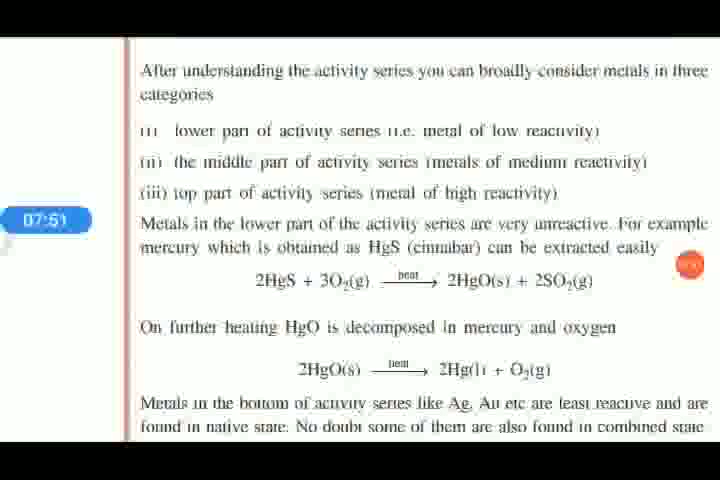 After understanding the activity series you can broadly consider metals in three
categories
(i) lower part of activity series (i.e. metal of low reactivity)
(ii) the middle part of activity series (metals of medium reactivity)
(iii) top part of activity series (metal of high reactivity)
07:51
Metals in the lower part of the activity series are very unreactive. For example
mercury which is obtained as HgS (cinnabar) can be extracted easily
2HgS + 3O₂(g) heat → 2HgO(s) + 2SO₂(g)
On further heating HgO is decomposed in mercury and oxygen
2HgO(s) heat → 2Hg(l) + O₂(g)
Metals in the bottom of activity series like Ag, Au etc are least reactive and are
found in native state. No doubt some of them are also found in combined state